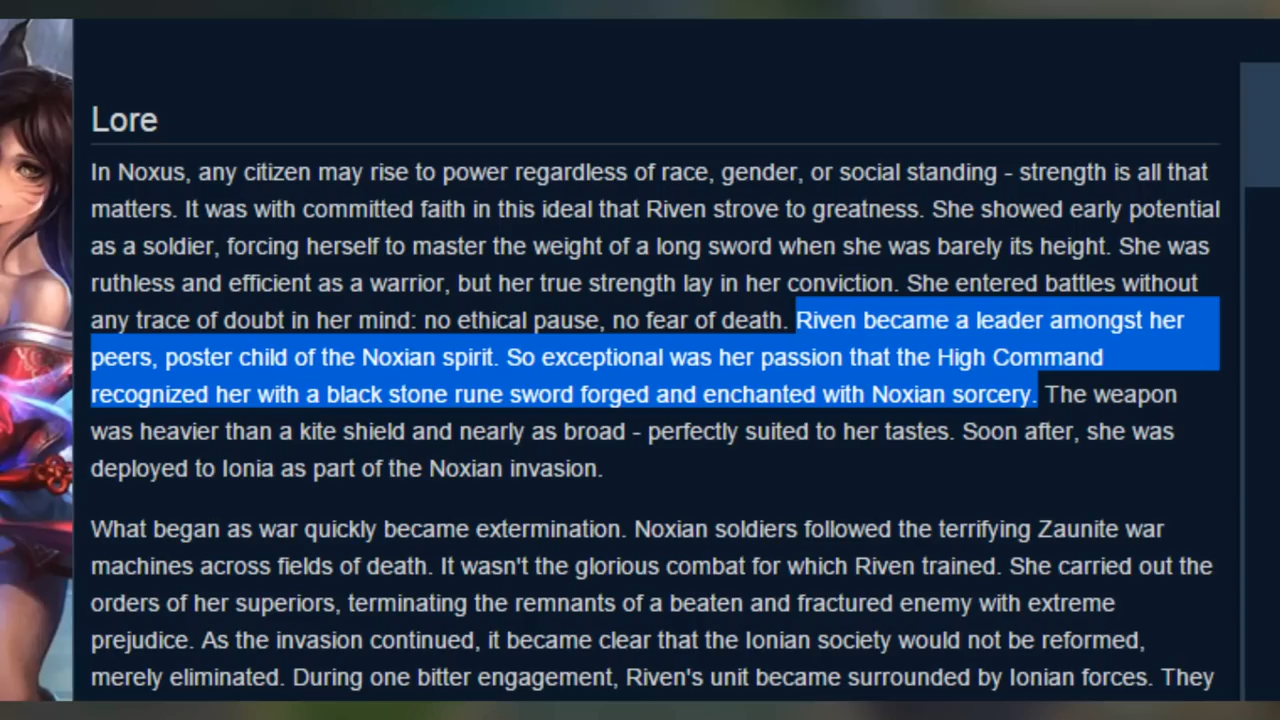 Lore
In Noxus, any citizen may rise to power regardless of race, gender, or social standing - strength is all that
matters. It was with committed faith in this ideal that Riven strove to greatness. She showed early potential
as a soldier, forcing herself to master the weight of a long sword when she was barely its height. She was
ruthless and efficient as a warrior, but her true strength lay in her conviction. She entered battles without
any trace of doubt in her mind: no ethical pause, no fear of death. Riven became a leader amongst her
peers, poster child of the Noxian spirit. So exceptional was her passion that the High Command
recognized her with a black stone rune sword forged and enchanted with Noxian sorcery. The weapon
was heavier than a kite shield and nearly as broad - perfectly suited to her tastes. Soon after, she was
deployed to Ionia as part of the Noxian invasion.
What began as war quickly became extermination. Noxian soldiers followed the terrifying Zaunite war
machines across fields of death. It wasn't the glorious combat for which Riven trained. She carried out the
orders of her superiors, terminating the remnants of a beaten and fractured enemy with extreme
prejudice. As the invasion continued, it became clear that the Ionian society would not be reformed,
merely eliminated. During one bitter engagement, Riven's unit became surrounded by Ionian forces. They